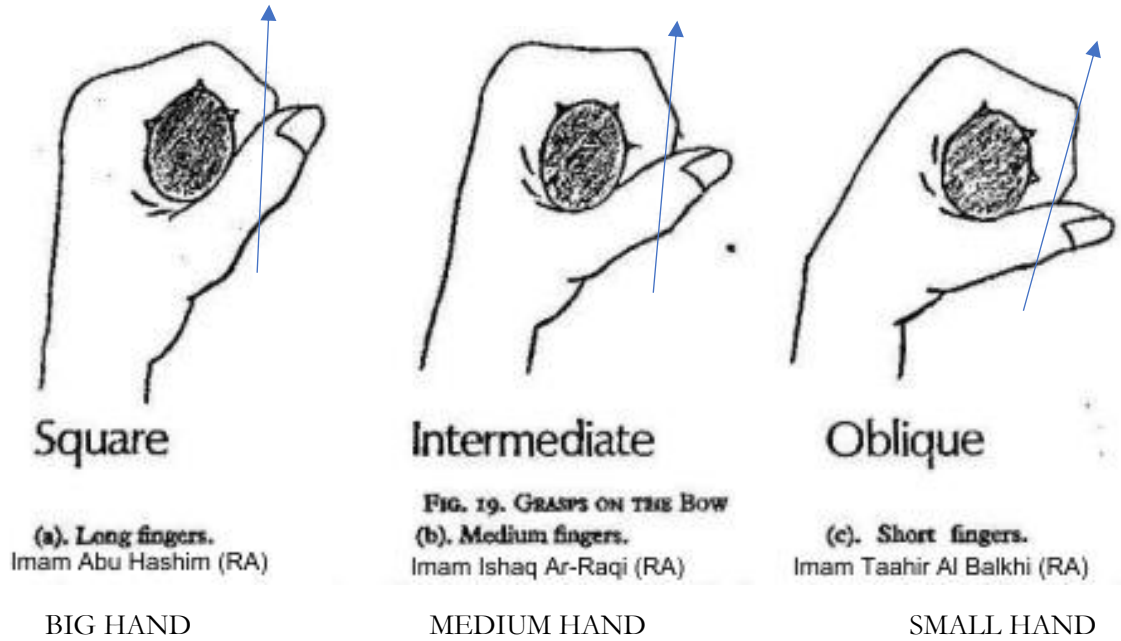 Square
Intermediate
Oblique
FIG. 19. GRASPS ON THE BOW
(a). Long fingers.
(b). Medium fingers.
(c). Short fingers.
Imam Abu Hashim (RA)
Imam Ishaq Ar-Raqi (RA)
Imam Taahir Al Balkhi (RA)
BIG HAND
MEDIUM HAND
SMALL HAND